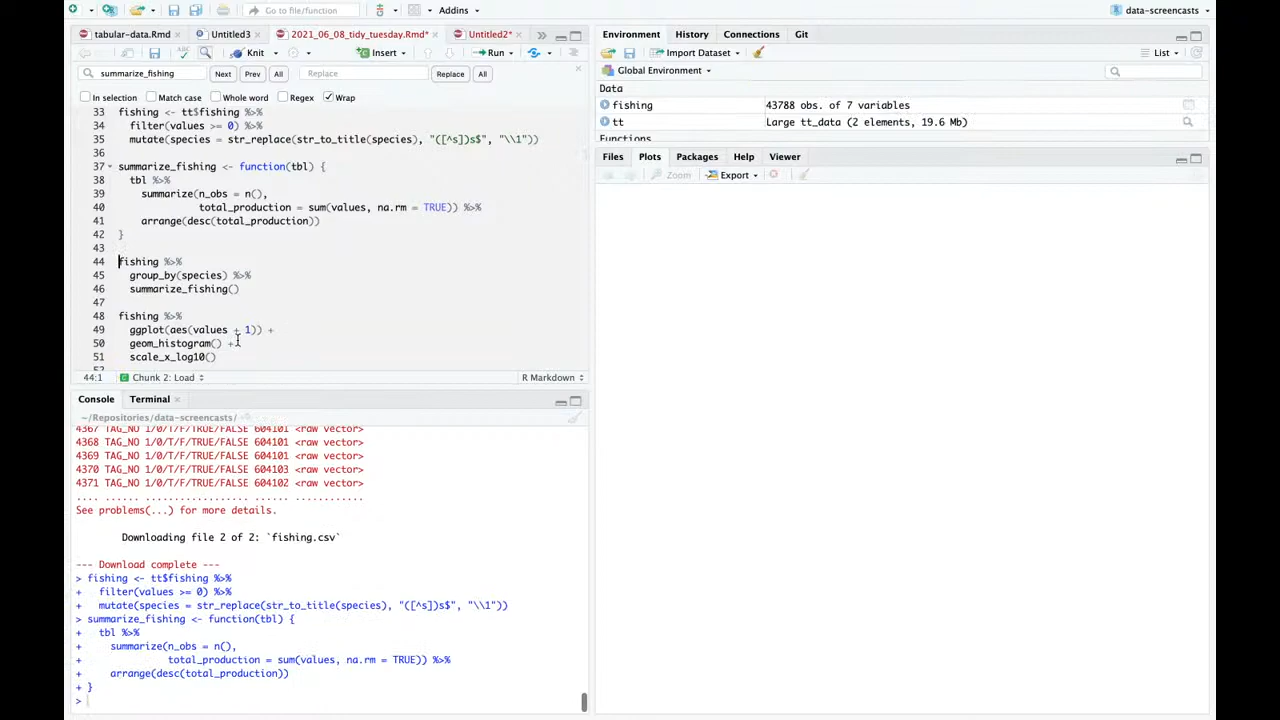 Go to file/function
Addins
data-screencasts
tabular-data.Rmd
Untitled3
2021_06_08_tidy_tuesday.Rmd*
Untitled2*
Knit
Insert
Run
summarize_fishing
Next
Prev
All
Replace
Replace
All
In selection
Match case
Whole word
Regex
Wrap
33 fishing <- tt$fishing %>%
34 filter(values >= 0) %>%
35 mutate(species = str_replace(str_to_title(species), "([^s])s$", "\\1"))
36
37 summarize_fishing <- function(tbl) {
38 tbl %>%
39 summarize(n_obs = n(),
40 total_production = sum(values, na.rm = TRUE)) %>%
41 arrange(desc(total_production))
42 }
43
44 fishing %>%
45 group_by(species) %>%
46 summarize_fishing()
47
48 fishing %>%
49 ggplot(aes(values + 1)) +
50 geom_histogram() +
51 scale_x_log10()
44:1
Chunk 2: Load
R Markdown
Console
Terminal
~/Repositories/data-screencasts/
4367 TAG_NO 1/0/T/F/TRUE/FALSE 604101 <raw vector>
4368 TAG_NO 1/0/T/F/TRUE/FALSE 604101 <raw vector>
4369 TAG_NO 1/0/T/F/TRUE/FALSE 604101 <raw vector>
4370 TAG_NO 1/0/T/F/TRUE/FALSE 604103 <raw vector>
4371 TAG_NO 1/0/T/F/TRUE/FALSE 604102 <raw vector>
.... ...... .................. ...... ............
See problems(...) for more details.
Downloading file 2 of 2: `fishing.csv`
--- Download complete ---
> fishing <- tt$fishing %>%
+ filter(values >= 0) %>%
+ mutate(species = str_replace(str_to_title(species), "([^s])s$", "\\1"))
> summarize_fishing <- function(tbl) {
+ tbl %>%
+ summarize(n_obs = n(),
+ total_production = sum(values, na.rm = TRUE)) %>%
+ arrange(desc(total_production))
+ }
>
Environment
History
Connections
Git
Import Dataset
List
Global Environment
Data
fishing 43788 obs. of 7 variables
tt Large tt_data (2 elements, 19.6 Mb)
Functions
Files
Plots
Packages
Help
Viewer
Zoom
Export